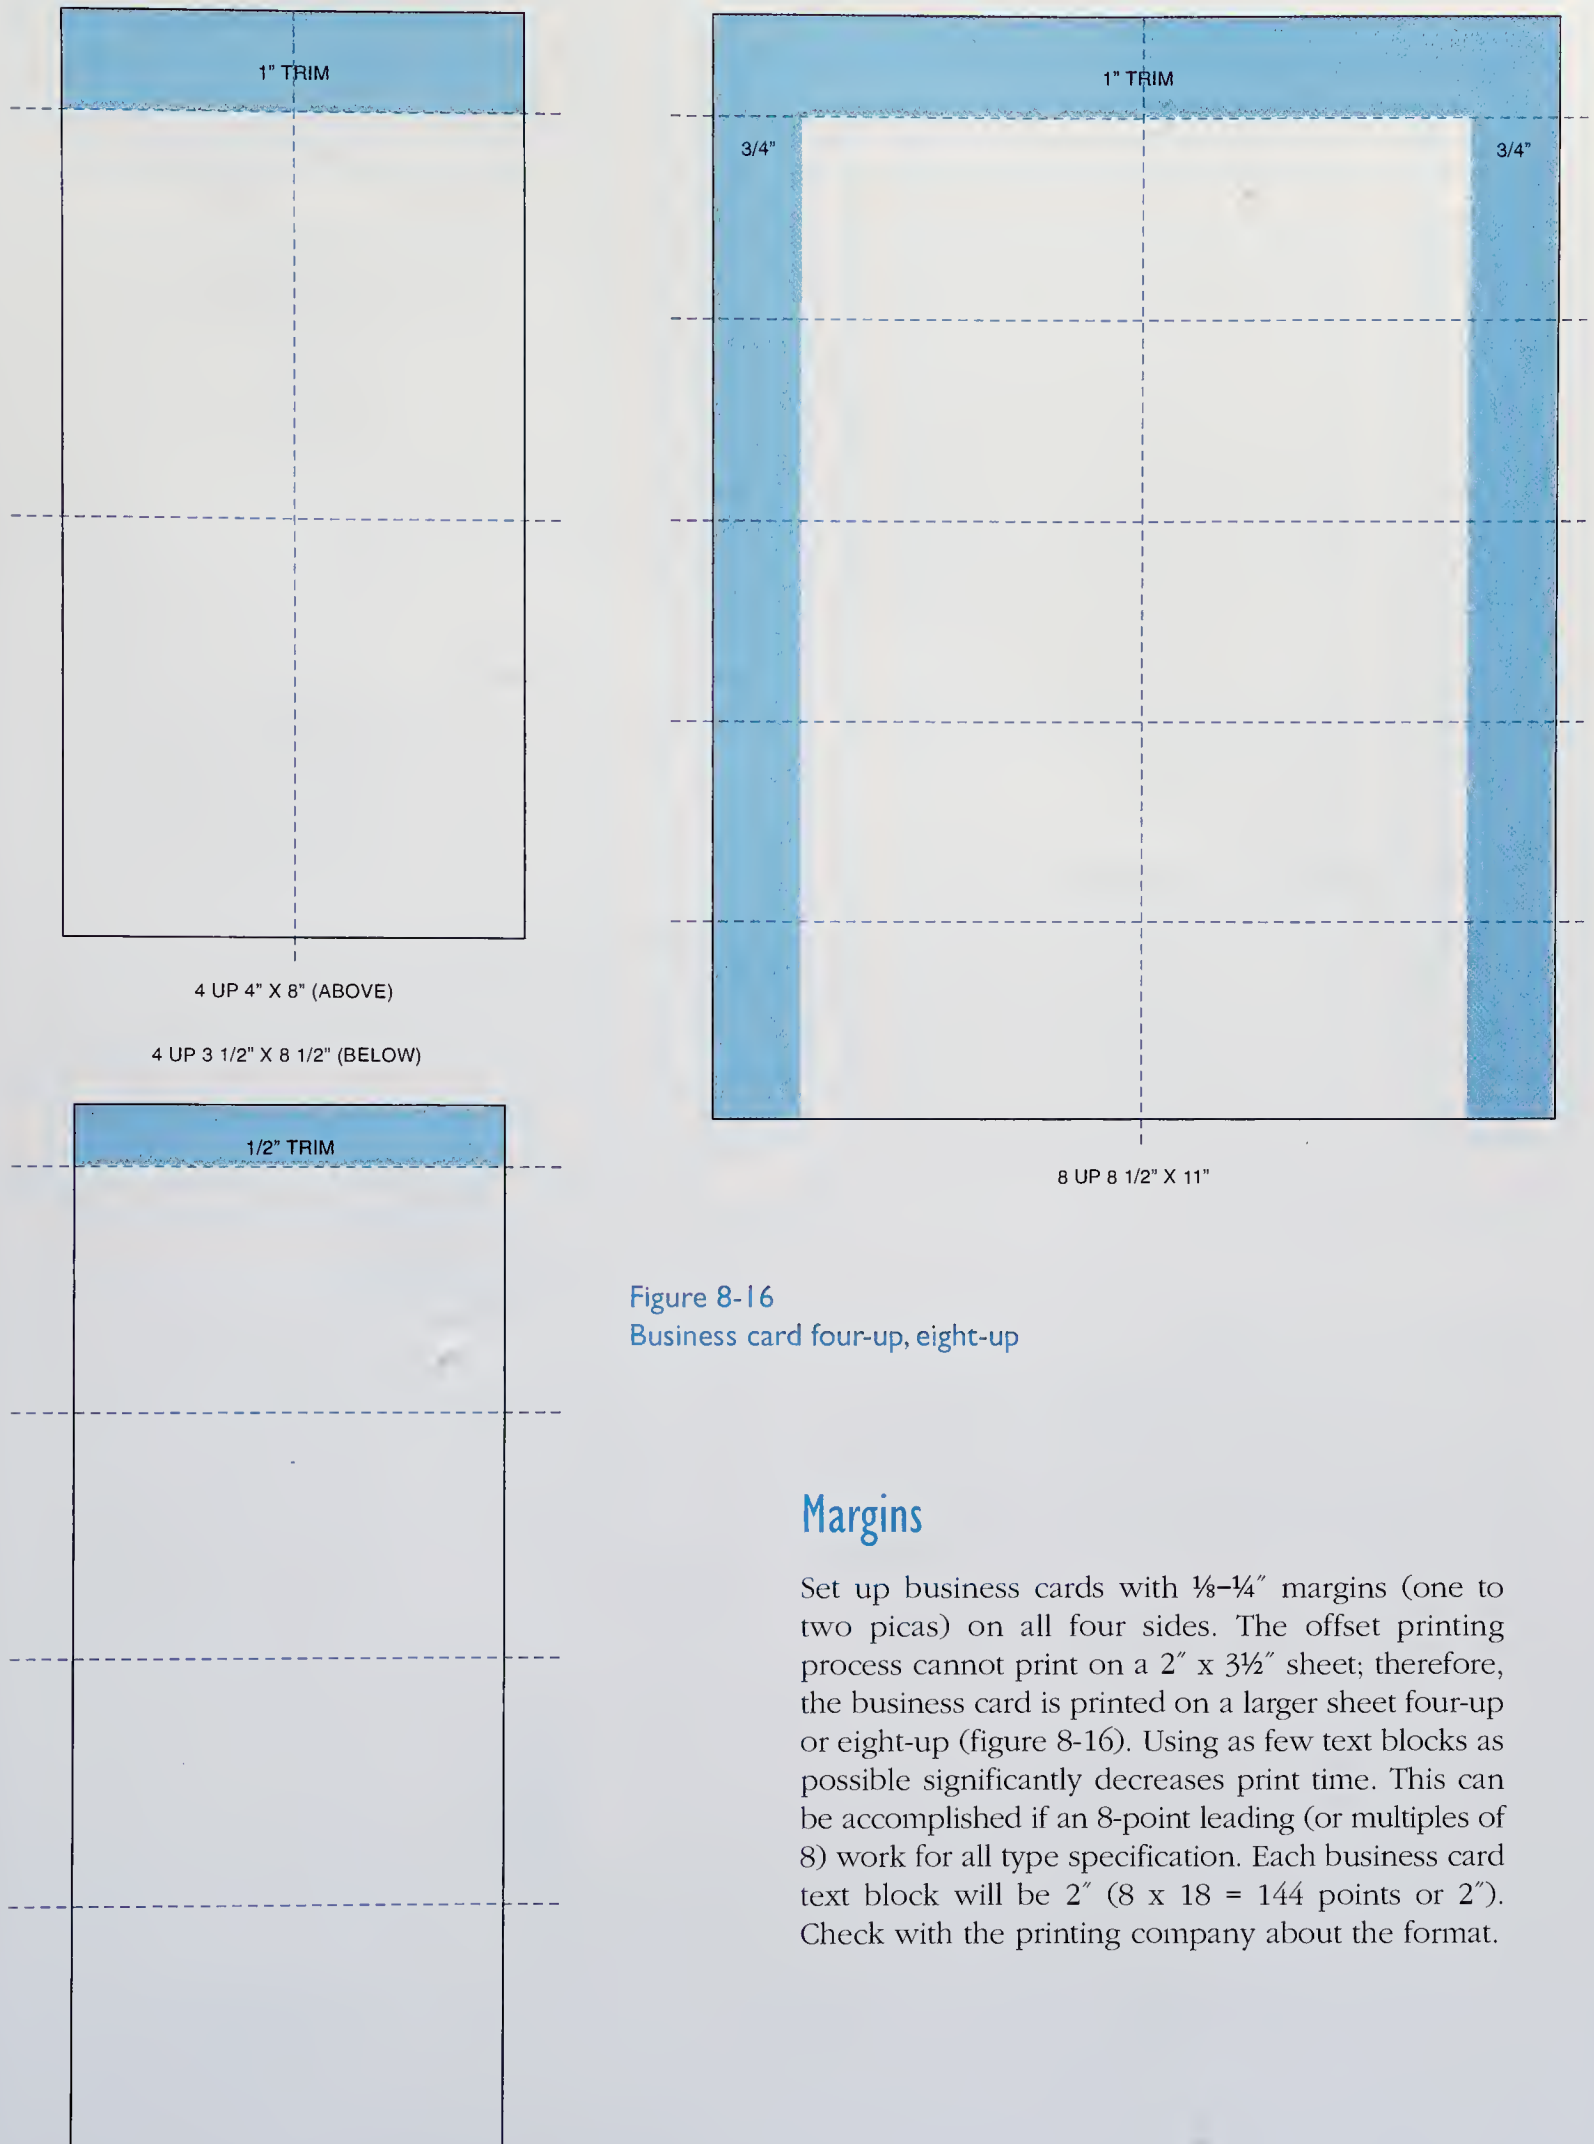 1" TRIM
4 UP 4" X 8" (ABOVE)
4 UP 3 1/2" X 8 1/2" (BELOW)
1/2" TRIM
1" TRIM
3/4"
3/4"
8 UP 8 1/2" X 11"
Figure 8-16
Business card four-up, eight-up
Margins
Set up business cards with ⅛–¼″ margins (one to
two picas) on all four sides. The offset printing
process cannot print on a 2″ x 3½″ sheet; therefore,
the business card is printed on a larger sheet four-up
or eight-up (figure 8-16). Using as few text blocks as
possible significantly decreases print time. This can
be accomplished if an 8-point leading (or multiples of
8) work for all type specification. Each business card
text block will be 2″ (8 x 18 = 144 points or 2″).
Check with the printing company about the format.